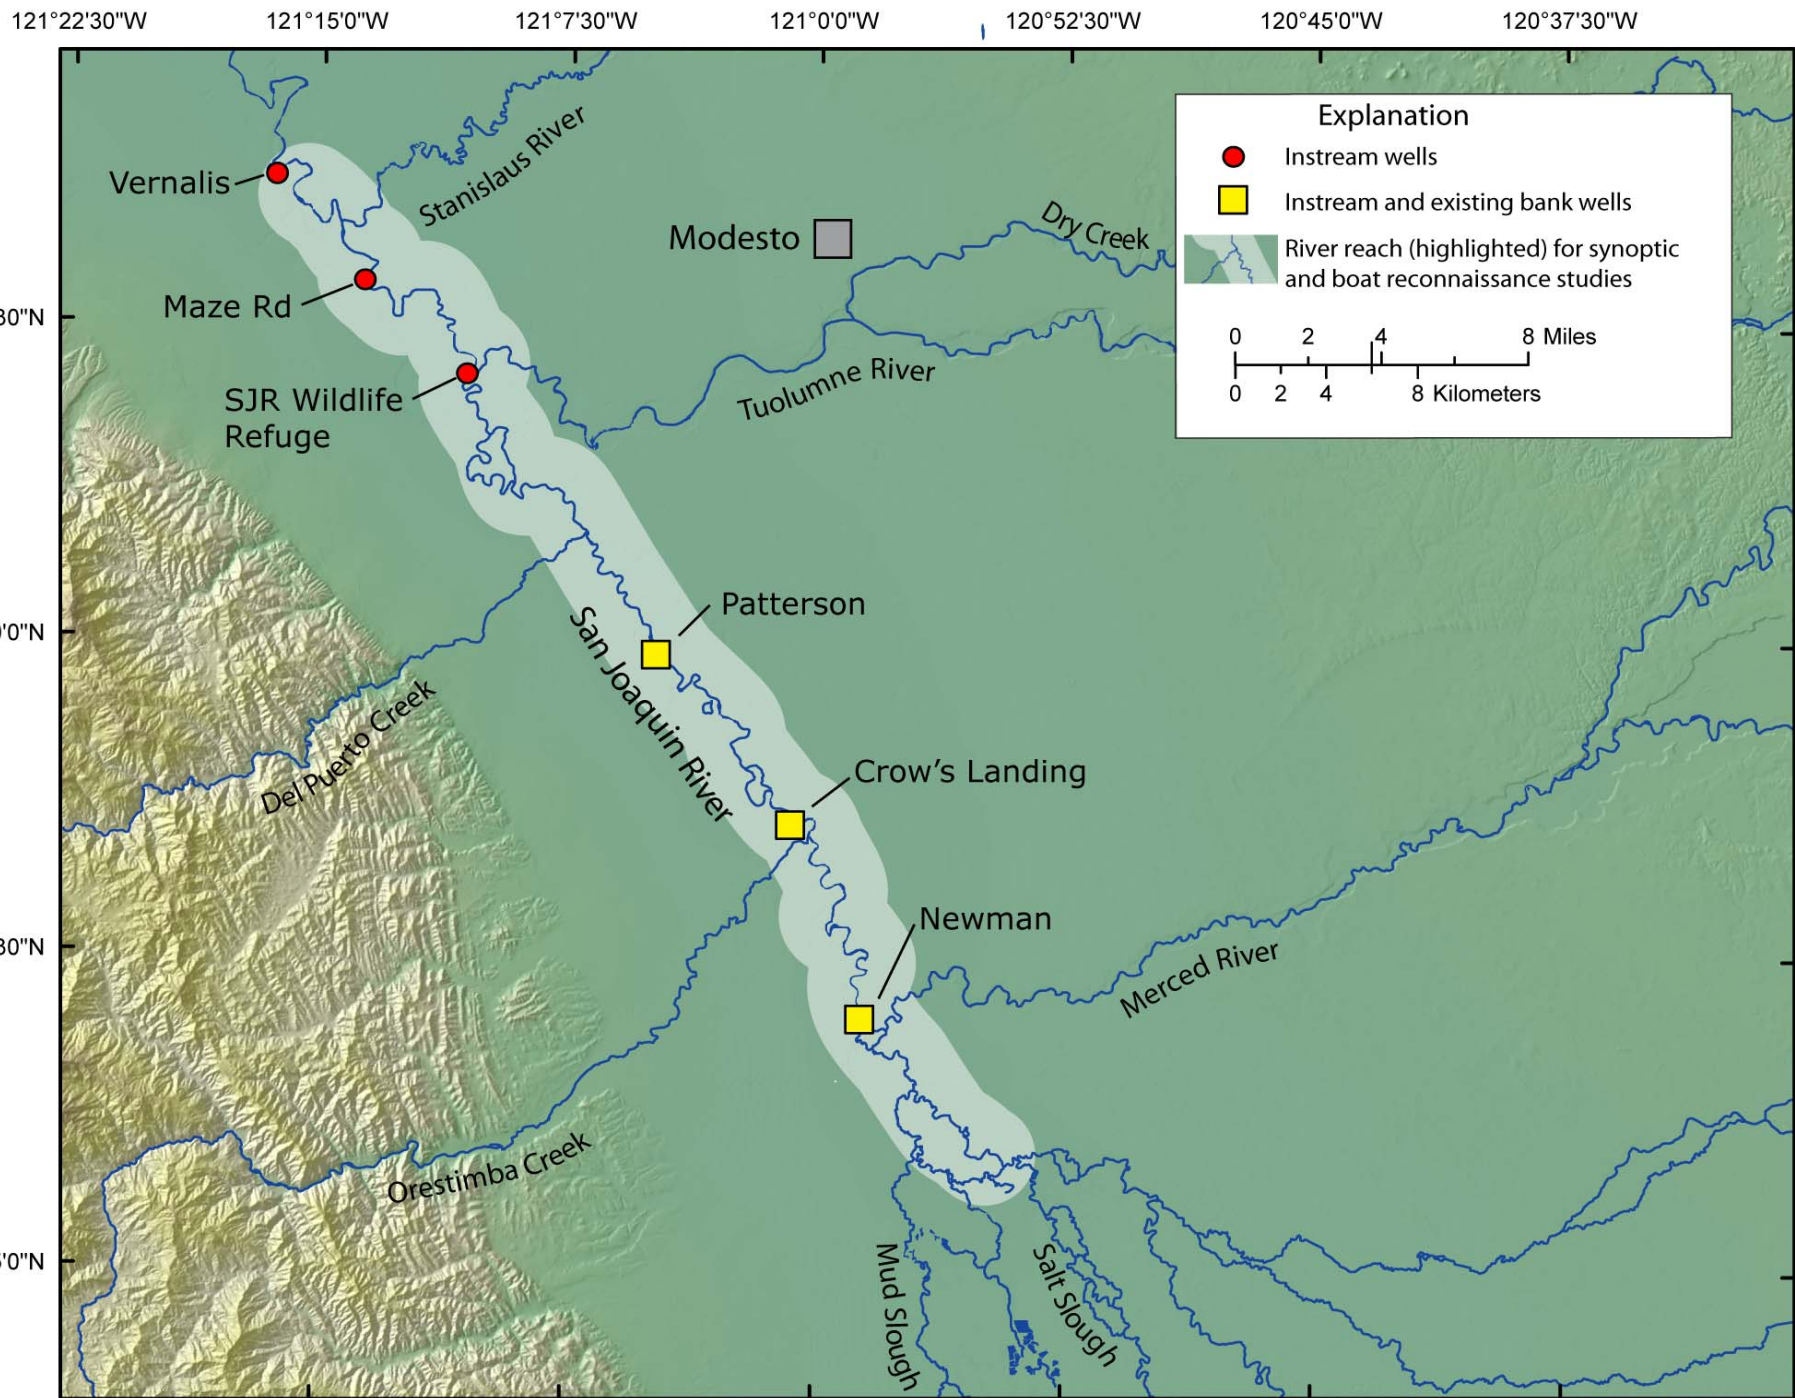 121°22'30"W 121°15'0"W 121°7'30"W 121°0'0"W 120°52'30"W 120°45'0"W 120°37'30"W
Explanation
Instream wells
Instream and existing bank wells
River reach (highlighted) for synoptic
and boat reconnaissance studies
0 2 4 8 Miles
0 2 4 8 Kilometers
Stanislaus River
Vernalis
Modesto
Dry Creek
Maze Rd
30"N
Tuolumne River
SJR Wildlife
Refuge
Patterson
0"N
San Joaquin River
Del Puerto Creek
Crow's Landing
Newman
30"N
Merced River
Orestimba Creek
0"N
Mud Slough
Salt Slough